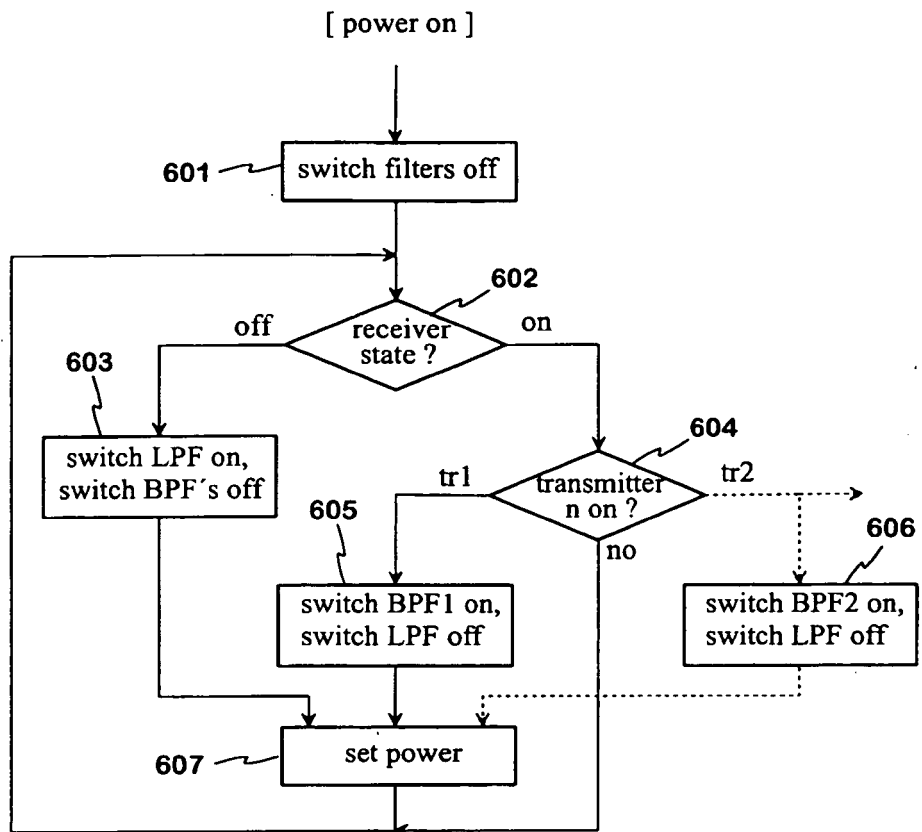 [ power on ]
601
switch filters off
602
off
receiver
state ?
on
603
switch LPF on,
switch BPF´s off
604
tr1
transmitter
n on ?
tr2
no
605
switch BPF1 on,
switch LPF off
606
switch BPF2 on,
switch LPF off
607
set power